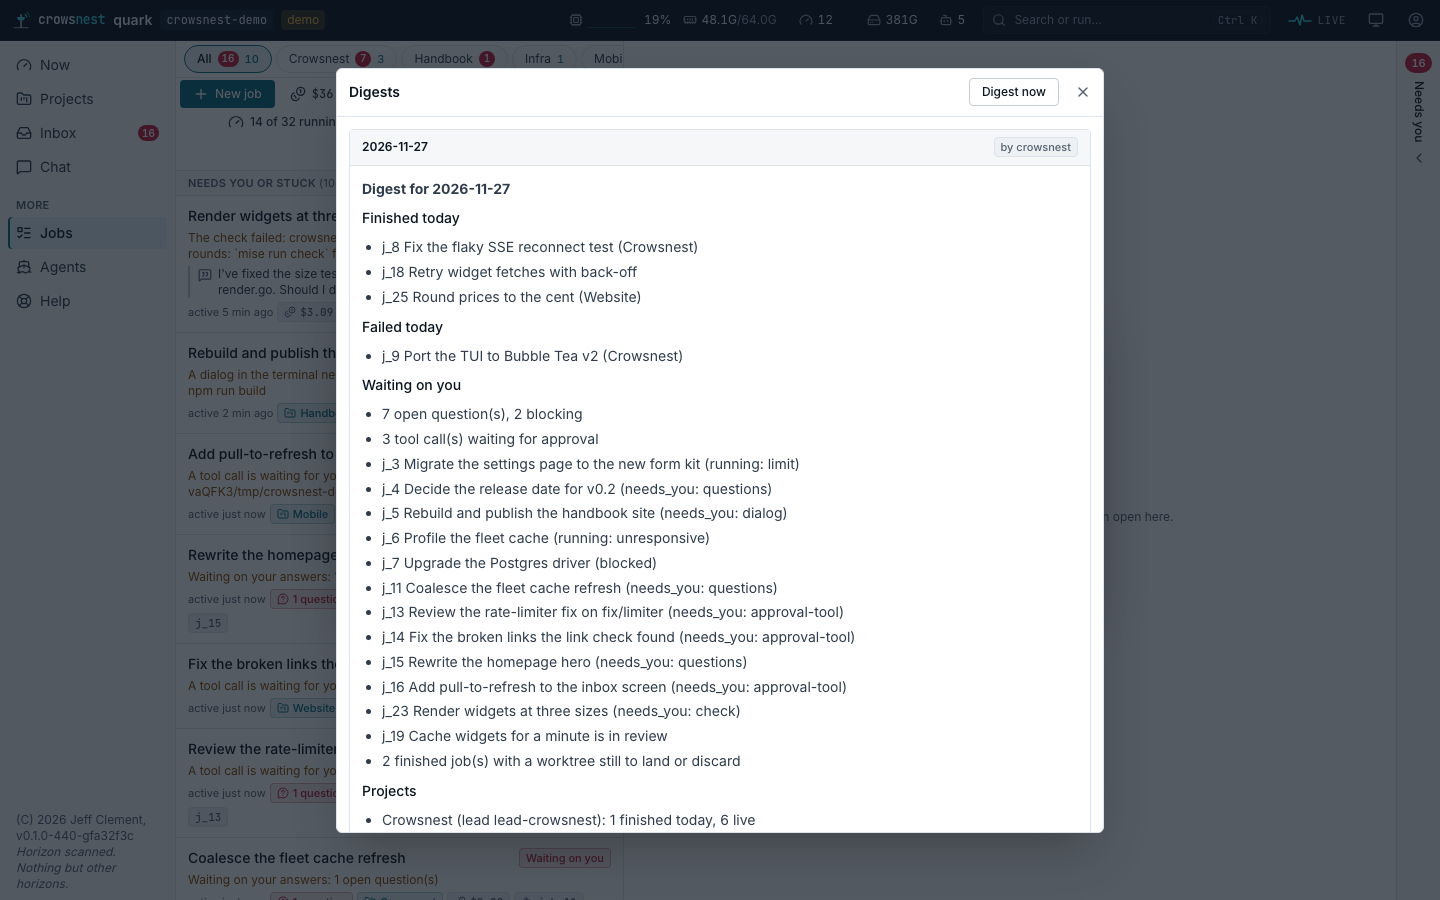 crowsnest quark crowsnest-demo demo 19% 48.1G/64.0G 12 381G 5 Search or run... Ctrl K LIVE
Now
Projects
Inbox 16
Chat
MORE
Jobs
Agents
Help
(C) 2026 Jeff Clement,
v0.1.0-440-gfa32f3c
Horizon scanned.
Nothing but other
horizons.
All 16 10 Crowsnest 7 3 Handbook 1 Infra 1 Mobi
New job $36
14 of 32 runnin
NEEDS YOU OR STUCK (10
Render widgets at thre
The check failed: crowsne
rounds: `mise run check` f
I've fixed the size tes
render.go. Should I d
active 5 min ago $3.09
Rebuild and publish th
A dialog in the terminal ne
npm run build
active 2 min ago Handb
Add pull-to-refresh to
A tool call is waiting for yo
vaQFK3/tmp/crowsnest-d
active just now Mobile
Rewrite the homepage
Waiting on your answers:
active just now 1 questic
j_15
Fix the broken links the
A tool call is waiting for yo
active just now Website
Review the rate-limiter
A tool call is waiting for yo
active just now 1 questic
j_13
Coalesce the fleet cache refresh Waiting on you
Waiting on your answers: 1 open question(s)
Digests Digest now
2026-11-27 by crowsnest
Digest for 2026-11-27
Finished today
j_8 Fix the flaky SSE reconnect test (Crowsnest)
j_18 Retry widget fetches with back-off
j_25 Round prices to the cent (Website)
Failed today
j_9 Port the TUI to Bubble Tea v2 (Crowsnest)
Waiting on you
7 open question(s), 2 blocking
3 tool call(s) waiting for approval
j_3 Migrate the settings page to the new form kit (running: limit)
j_4 Decide the release date for v0.2 (needs_you: questions)
j_5 Rebuild and publish the handbook site (needs_you: dialog)
j_6 Profile the fleet cache (running: unresponsive)
j_7 Upgrade the Postgres driver (blocked)
j_11 Coalesce the fleet cache refresh (needs_you: questions)
j_13 Review the rate-limiter fix on fix/limiter (needs_you: approval-tool)
j_14 Fix the broken links the link check found (needs_you: approval-tool)
j_15 Rewrite the homepage hero (needs_you: questions)
j_16 Add pull-to-refresh to the inbox screen (needs_you: approval-tool)
j_23 Render widgets at three sizes (needs_you: check)
j_19 Cache widgets for a minute is in review
2 finished job(s) with a worktree still to land or discard
Projects
Crowsnest (lead lead-crowsnest): 1 finished today, 6 live
n open here.
16
Needs you